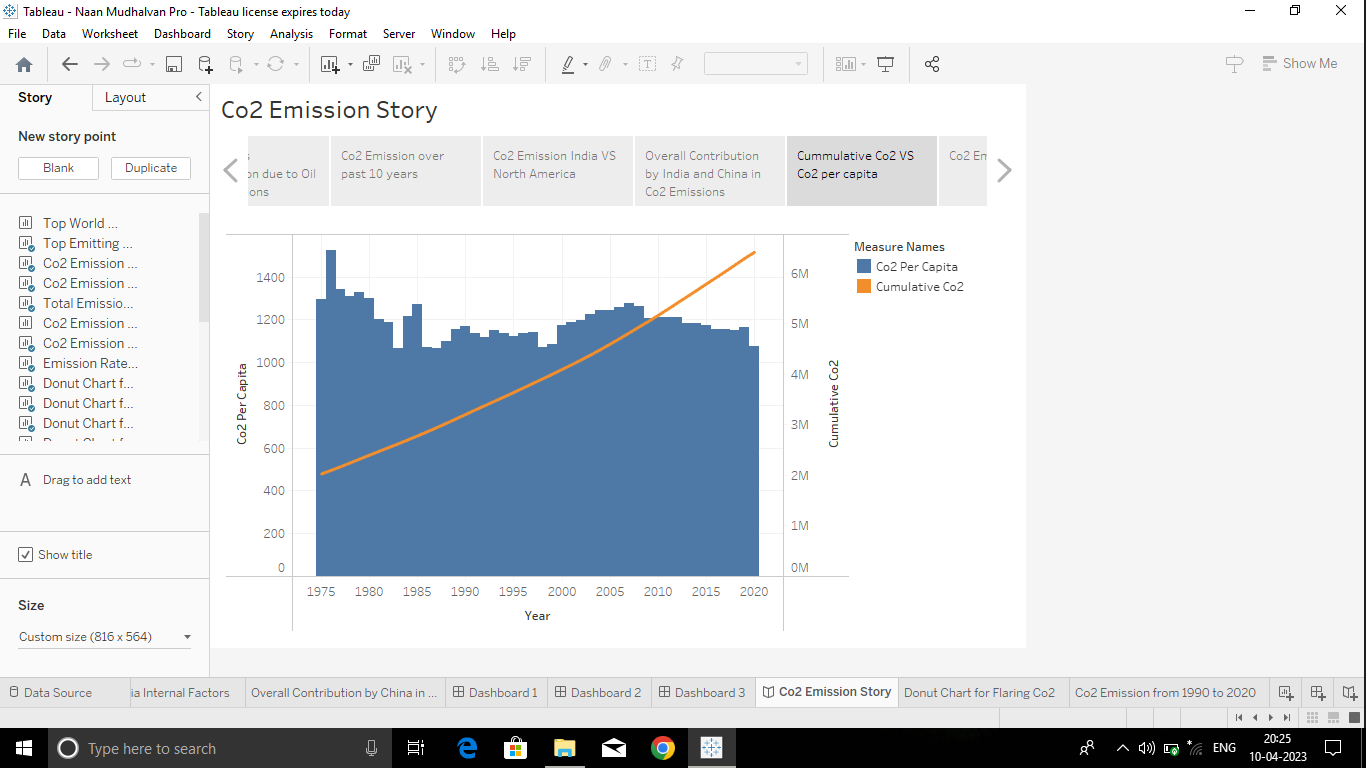 Tableau - Naan Mudhalvan Pro - Tableau license expires today
File Data Worksheet Dashboard Story Analysis Format Server Window Help
Show Me
Story Layout
New story point
Blank Duplicate
Top World ...
Top Emitting ...
Co2 Emission ...
Co2 Emission ...
Total Emissio...
Co2 Emission ...
Co2 Emission ...
Emission Rate...
Donut Chart f...
Donut Chart f...
Donut Chart f...
A Drag to add text
Show title
Size
Custom size (816 x 564)
Co2 Emission Story
due to Oil
Co2 Emission over
past 10 years
Co2 Emission India VS
North America
Overall Contribution
by India and China in
Co2 Emissions
Cummulative Co2 VS
Co2 per capita
Co2 Em
Co2 Per Capita
1400
1200
1000
800
600
400
200
0
6M
5M
4M
3M
2M
1M
0M
Cumulative Co2
1975 1980 1985 1990 1995 2000 2005 2010 2015 2020
Year
Measure Names
Co2 Per Capita
Cumulative Co2
Data Source
ia Internal Factors
Overall Contribution by China in ...
Dashboard 1
Dashboard 2
Dashboard 3
Co2 Emission Story
Donut Chart for Flaring Co2
Co2 Emission from 1990 to 2020
Type here to search
ENG
20:25
10-04-2023